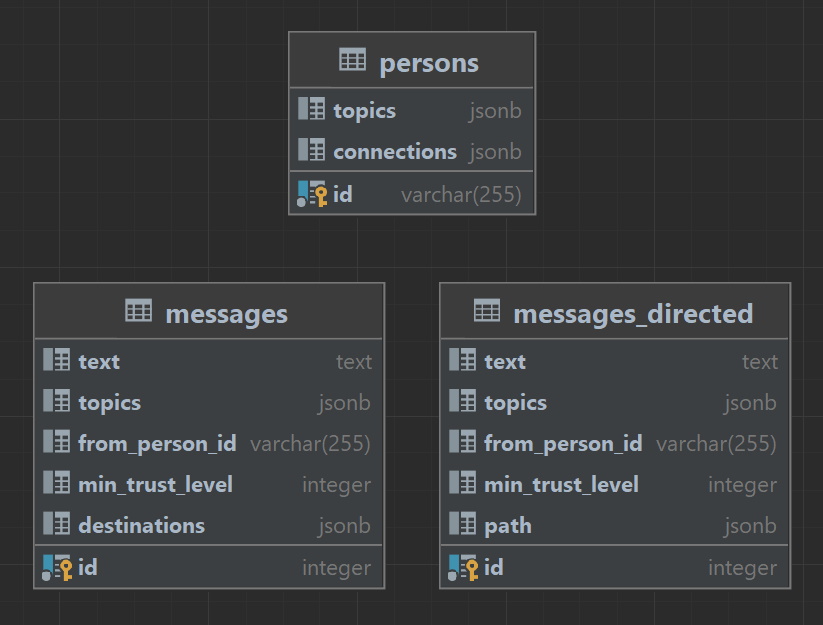 persons
topics jsonb
connections jsonb
id varchar(255)
messages
text text
topics jsonb
from_person_id varchar(255)
min_trust_level integer
destinations jsonb
id integer
messages_directed
text text
topics jsonb
from_person_id varchar(255)
min_trust_level integer
path jsonb
id integer